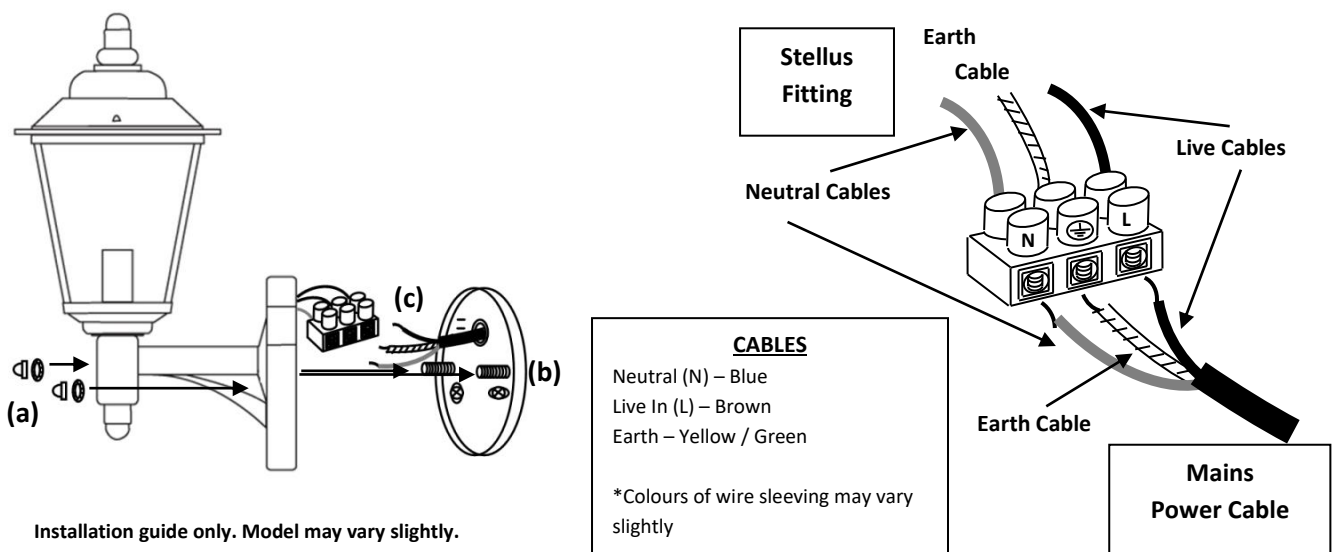 (a)
(c)
(b)
Installation guide only. Model may vary slightly.
Stellus
Fitting
Earth
Cable
Live Cables
Neutral Cables
N
L
Earth Cable
Mains
Power Cable
CABLES
Neutral (N) – Blue
Live In (L) – Brown
Earth – Yellow / Green
*Colours of wire sleeving may vary
slightly